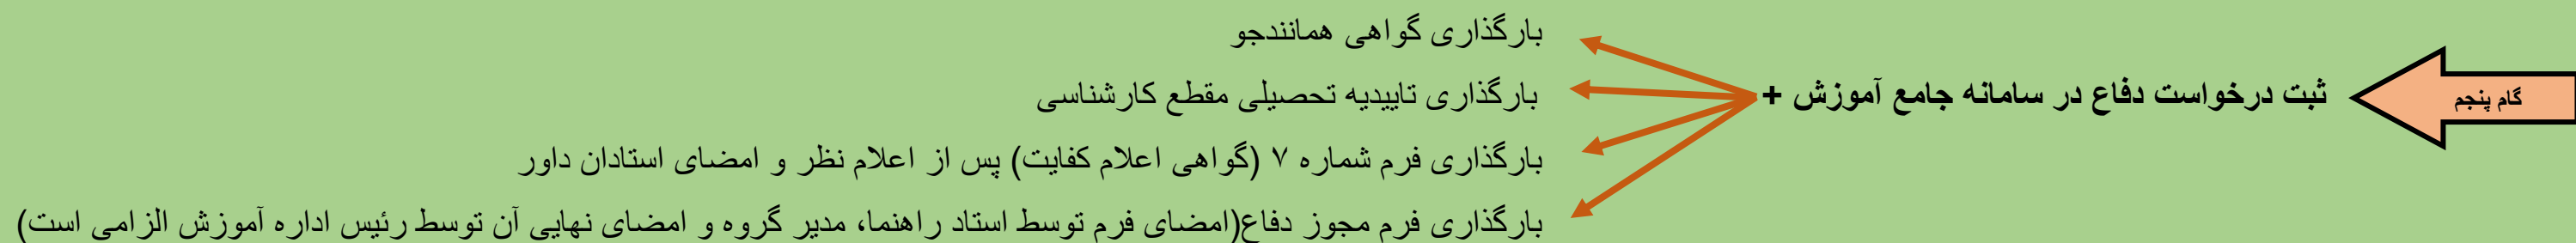 گام پنجم
ثبت درخواست دفاع در سامانه جامع آموزش +
بارگذاری گواهی همانندجو
بارگذاری تاییدیه تحصیلی مقطع کارشناسی
بارگذاری فرم شماره ۷ (گواهی اعلام کفایت) پس از اعلام نظر و امضای استادان داور
بارگذاری فرم مجوز دفاع(امضای فرم توسط استاد راهنما، مدیر گروه و امضای نهایی آن توسط رئیس اداره آموزش الزامی است)